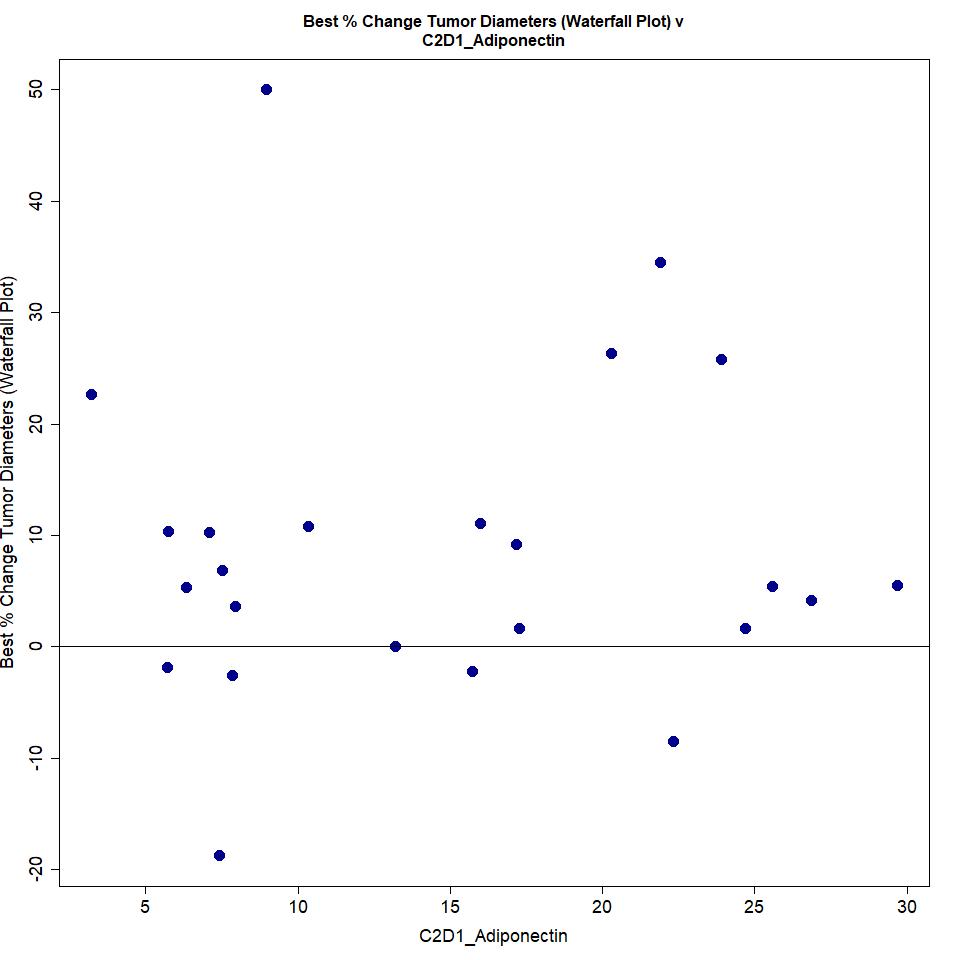 Best % Change Tumor Diameters (Waterfall Plot) v
C2D1_Adiponectin
Best % Change Tumor Diameters (Waterfall Plot)
50
40
30
20
10
0
-10
-20
5 10 15 20 25 30
C2D1_Adiponectin